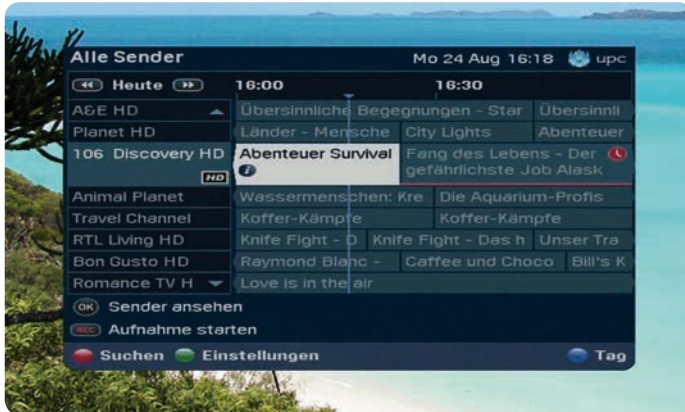 Alle Sender Mo 24 Aug 16:18 upc
Heute 16:00 16:30
A&E HD Übersinnliche Begegnungen - Star Übersinnli
Planet HD Länder - Mensche City Lights Abenteuer
106 Discovery HD Abenteuer Survival Fang des Lebens - Der
HD gefährlichste Job Alask
Animal Planet Wassermenschen: Kre Die Aquarium-Profis
Travel Channel Koffer-Kämpfe Koffer-Kämpfe
RTL Living HD Knife Fight - D Knife Fight - Das h Unser Tra
Bon Gusto HD Raymond Blanc - Caffee und Choco Bill's K
Romance TV H Love is in the air
OK Sender ansehen
REC Aufnahme starten
Suchen Einstellungen Tag